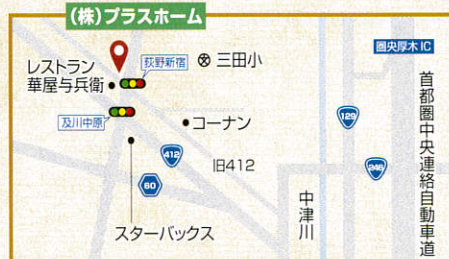 (株)プラスホーム
圏央厚木IC
荻野新宿
三田小
レストラン
華屋与兵衛
及川中原
コーナン
129
412
旧412
246
60
スターバックス
中津川
首都圏中央連絡自動車道